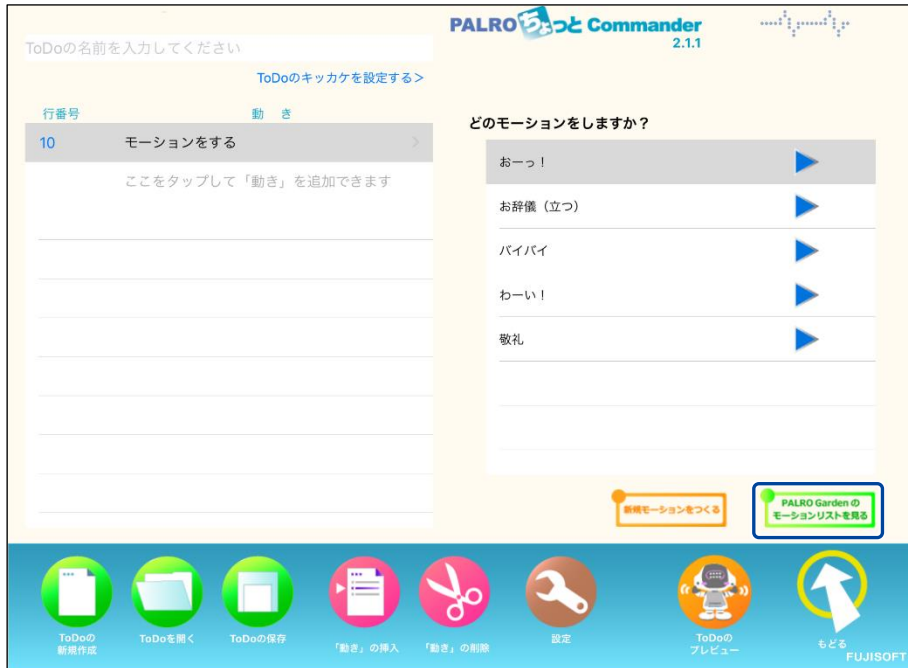 PALRO ちょっと Commander
2.1.1
ToDoの名前を入力してください
ToDoのキッカケを設定する>
行番号 動 き
10 モーションをする
ここをタップして「動き」を追加できます
どのモーションをしますか？
おーっ！
お辞儀（立つ）
バイバイ
わーい！
敬礼
新規モーションをつくる
PALRO Garden の
モーションリストを見る
ToDoの
新規作成
ToDoを開く
ToDoの保存
「動き」の挿入
「動き」の削除
設定
ToDoの
プレビュー
もどる
FUJISOFT